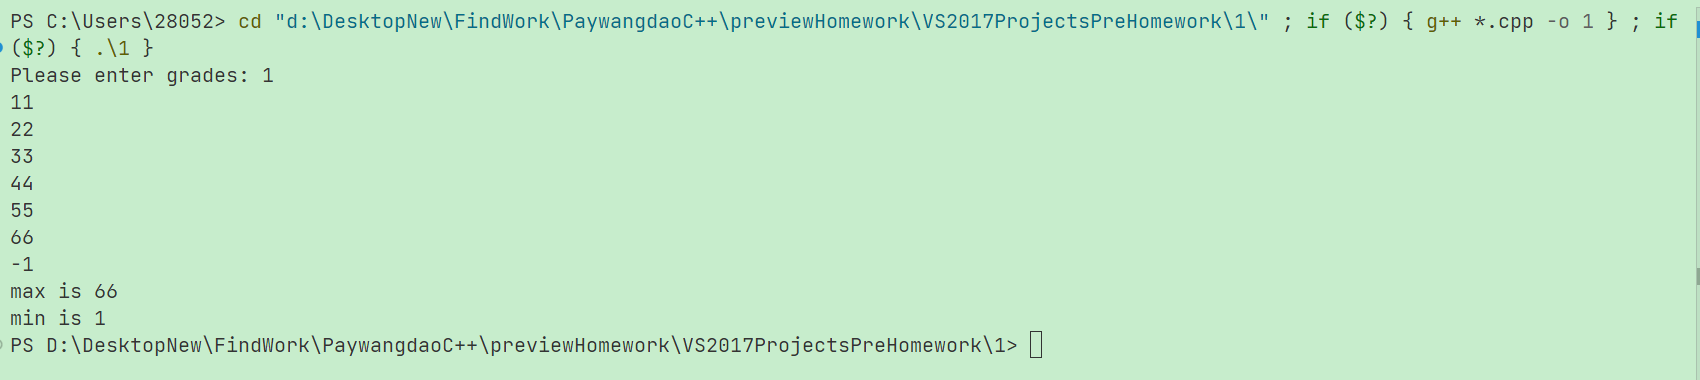 PS C:\Users\28052> cd "d:\DesktopNew\FindWork\PaywangdaoC++\previewHomework\VS2017ProjectsPreHomework\1\" ; if ($?) { g++ *.cpp -o 1 } ; if
($?) { .\1 }
Please enter grades: 1
11
22
33
44
55
66
-1
max is 66
min is 1
PS D:\DesktopNew\FindWork\PaywangdaoC++\previewHomework\VS2017ProjectsPreHomework\1>